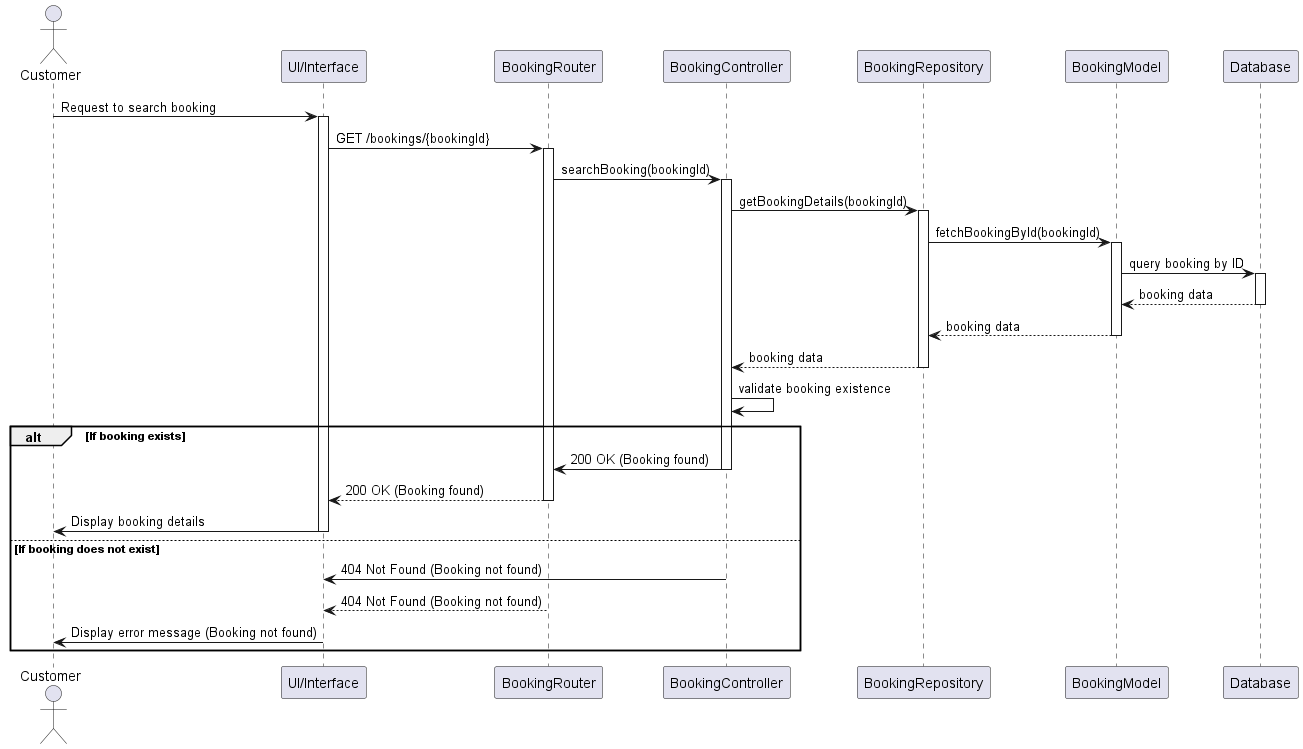 Customer
UI/Interface
BookingRouter
BookingController
BookingRepository
BookingModel
Database
Request to search booking
GET /bookings/{bookingId}
searchBooking(bookingId)
getBookingDetails(bookingId)
fetchBookingById(bookingId)
query booking by ID
booking data
booking data
booking data
validate booking existence
alt
[If booking exists]
200 OK (Booking found)
200 OK (Booking found)
Display booking details
[If booking does not exist]
404 Not Found (Booking not found)
404 Not Found (Booking not found)
Display error message (Booking not found)
Customer
UI/Interface
BookingRouter
BookingController
BookingRepository
BookingModel
Database